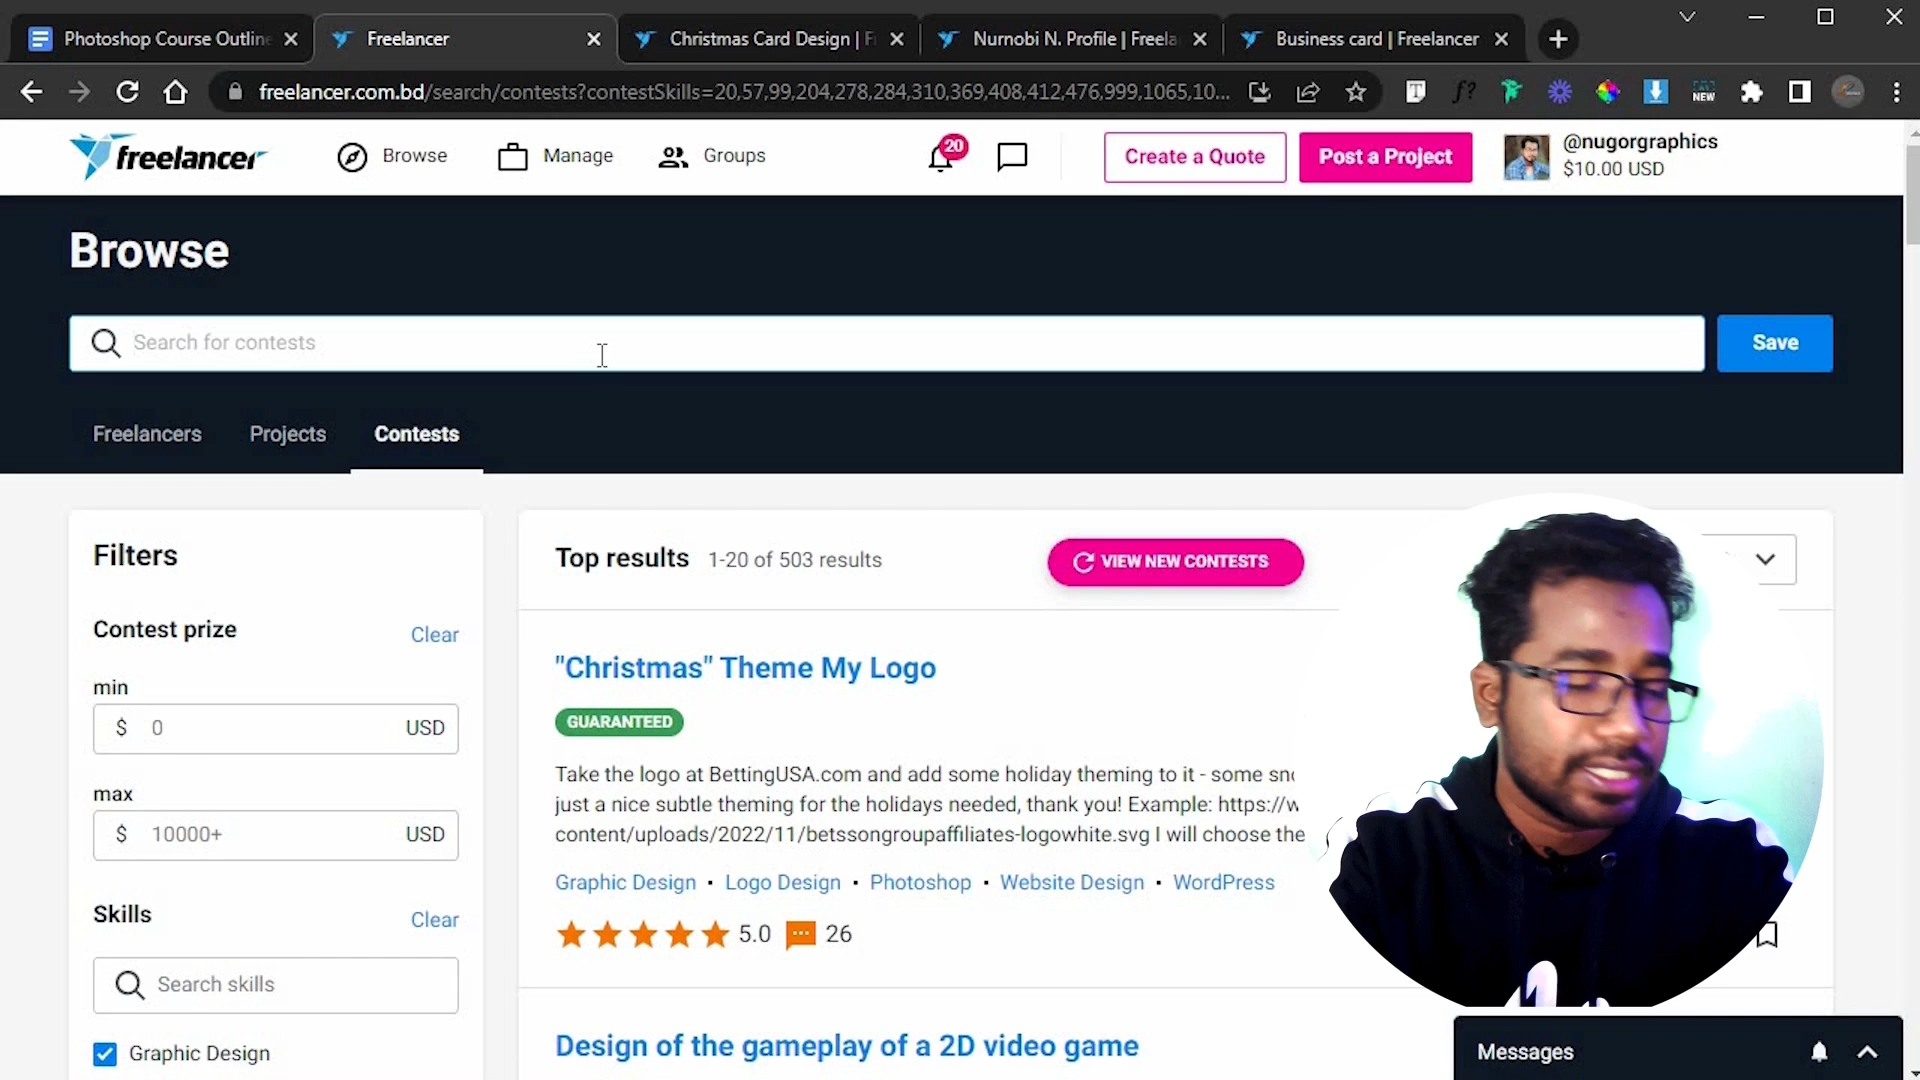 Photoshop Course Outline
Freelancer
Christmas Card Design | F
Nurnobi N. Profile | Freela
Business card | Freelancer
freelancer.com.bd/search/contests?contestSkills=20,57,99,204,278,284,310,369,408,412,476,999,1065,10...
NEW
freelancer
Browse
Manage
Groups
20
Create a Quote
Post a Project
@nugorgraphics
$10.00 USD
Browse
Search for contests
Save
Freelancers
Projects
Contests
Filters
Contest prize
Clear
min
$ 0 USD
max
$ 10000+ USD
Skills
Clear
Search skills
Graphic Design
Top results 1-20 of 503 results
VIEW NEW CONTESTS
"Christmas" Theme My Logo
GUARANTEED
Take the logo at BettingUSA.com and add some holiday theming to it - some sno
just a nice subtle theming for the holidays needed, thank you! Example: https://w
content/uploads/2022/11/betssongroupaffiliates-logowhite.svg I will choose the
Graphic Design • Logo Design • Photoshop • Website Design • WordPress
5.0 26
Design of the gameplay of a 2D video game
Messages